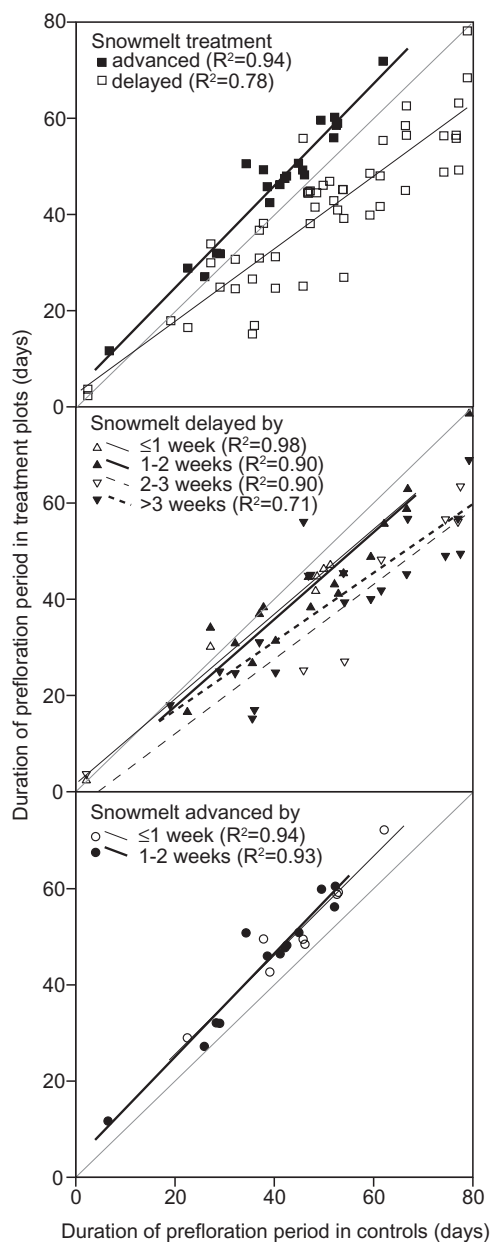 Duration of prefloration period in treatment plots (days)
80
60
40
20
0
Snowmelt treatment
■ advanced (R²=0.94)
□ delayed (R²=0.78)
60
40
20
0
Snowmelt delayed by
≤1 week (R²=0.98)
1-2 weeks (R²=0.90)
2-3 weeks (R²=0.90)
>3 weeks (R²=0.71)
60
40
20
0
Snowmelt advanced by
≤1 week (R²=0.94)
1-2 weeks (R²=0.93)
0 20 40 60 80
Duration of prefloration period in controls (days)